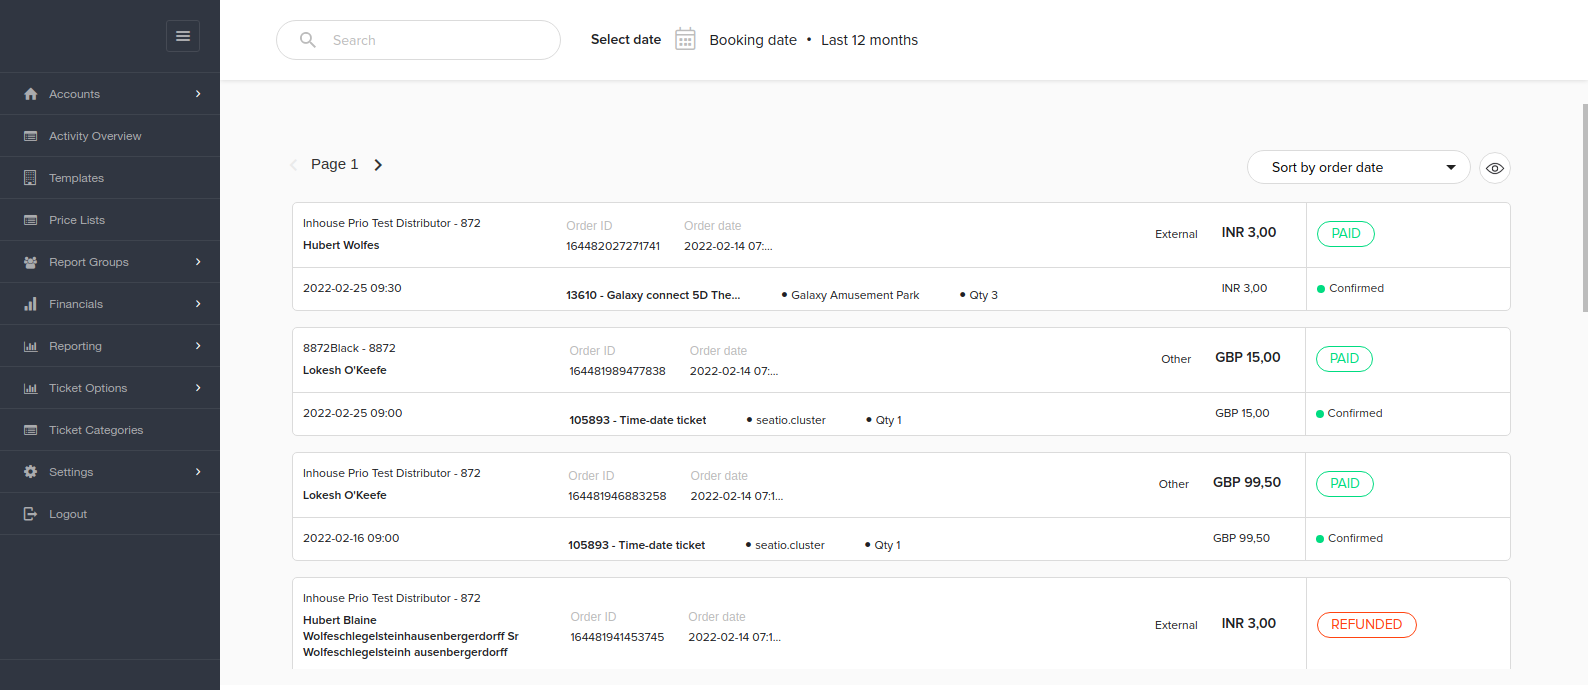 Search
Select date
Booking date • Last 12 months
Accounts
Activity Overview
Templates
Price Lists
Report Groups
Financials
Reporting
Ticket Options
Ticket Categories
Settings
Logout
Page 1
Sort by order date
Inhouse Prio Test Distributor - 872
Hubert Wolfes
Order ID
164482027271741
Order date
2022-02-14 07:...
External
INR 3,00
PAID
2022-02-25 09:30
13610 - Galaxy connect 5D The...
• Galaxy Amusement Park
• Qty 3
INR 3,00
Confirmed
8872Black - 8872
Lokesh O'Keefe
Order ID
164481989477838
Order date
2022-02-14 07:...
Other
GBP 15,00
PAID
2022-02-25 09:00
105893 - Time-date ticket
• seatio.cluster
• Qty 1
GBP 15,00
Confirmed
Inhouse Prio Test Distributor - 872
Lokesh O'Keefe
Order ID
164481946883258
Order date
2022-02-14 07:1...
Other
GBP 99,50
PAID
2022-02-16 09:00
105893 - Time-date ticket
• seatio.cluster
• Qty 1
GBP 99,50
Confirmed
Inhouse Prio Test Distributor - 872
Hubert Blaine
Wolfeschlegelsteinhausenbergerdorff Sr
Wolfeschlegelsteinh ausenbergerdorff
Order ID
164481941453745
Order date
2022-02-14 07:1...
External
INR 3,00
REFUNDED